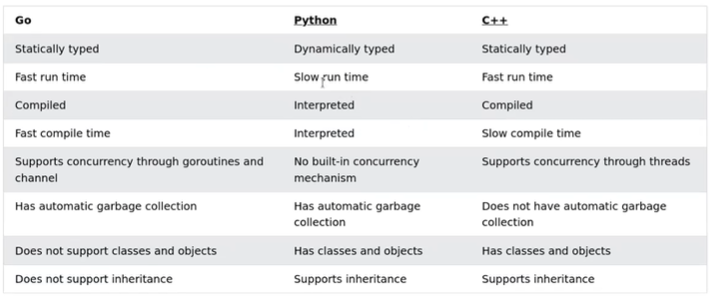 Go Python C++
Statically typed Dynamically typed Statically typed
Fast run time Slow run time Fast run time
Compiled Interpreted Compiled
Fast compile time Interpreted Slow compile time
Supports concurrency through goroutines and No built-in concurrency Supports concurrency through threads
channel mechanism
Has automatic garbage collection Has automatic garbage Does not have automatic garbage
collection collection
Does not support classes and objects Has classes and objects Has classes and objects
Does not support inheritance Supports inheritance Supports inheritance